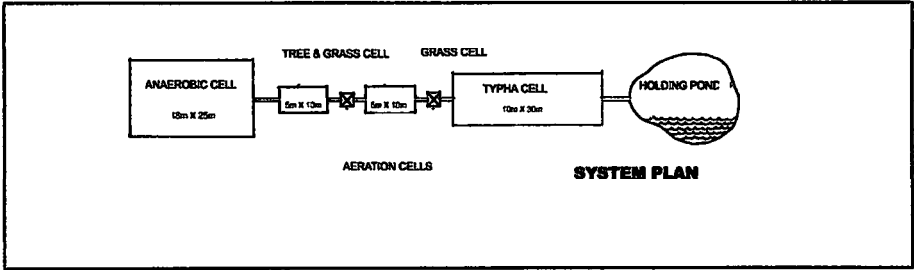 TREE & GRASS CELL
GRASS CELL
ANAEROBIC CELL
18m X 25m
5m X 10m
5m X 10m
TYPHA CELL
10m X 30m
HOLDING POND
AERATION CELLS
SYSTEM PLAN